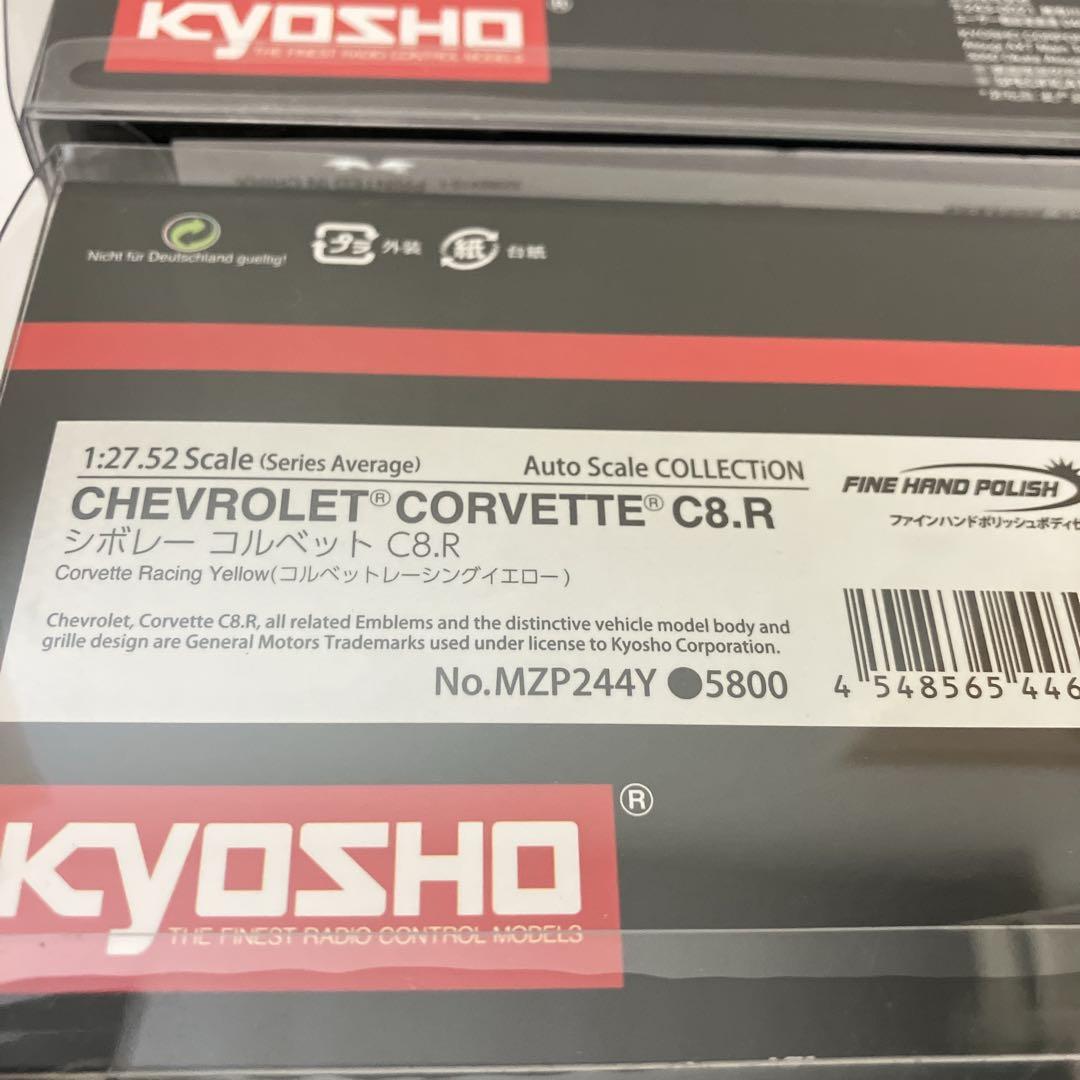 KYOSHO
®
THE FINEST RADIO CONTROL MODELS
PRINTED IN CHINA
Nicht für Deutschland gueltig!
プラ 外装
紙 台紙
1:27.52 Scale (Series Average)
Auto Scale COLLECTiON
CHEVROLET® CORVETTE® C8.R
シボレー コルベット C8.R
Corvette Racing Yellow(コルベットレーシングイエロー)
Chevrolet, Corvette C8.R, all related Emblems and the distinctive vehicle model body and
grille design are General Motors Trademarks used under license to Kyosho Corporation.
No.MZP244Y ●5800
FINE HAND POLISH
ファインハンドポリッシュボディセ
4 548565 446
KYOSHO
®
THE FINEST RADIO CONTROL MODELS